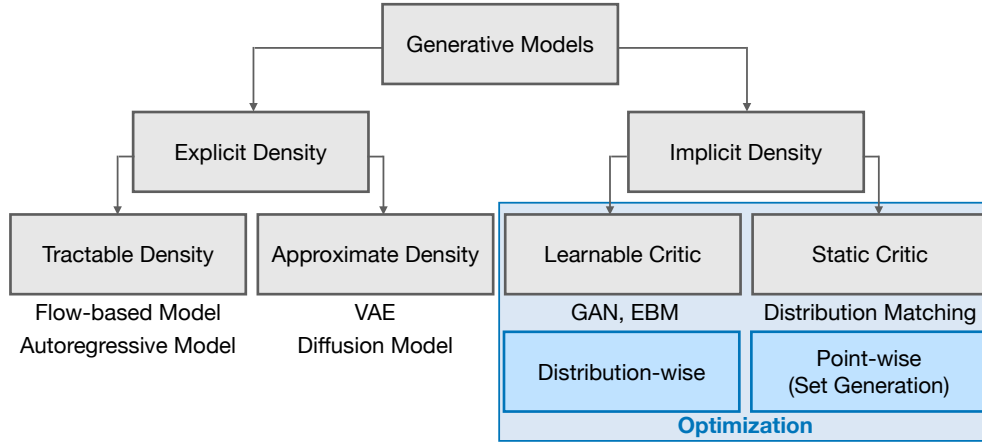 Generative Models
Explicit Density
Implicit Density
Tractable Density
Approximate Density
Learnable Critic
Static Critic
Flow-based Model
Autoregressive Model
VAE
Diffusion Model
GAN, EBM
Distribution Matching
Distribution-wise
Point-wise
(Set Generation)
Optimization